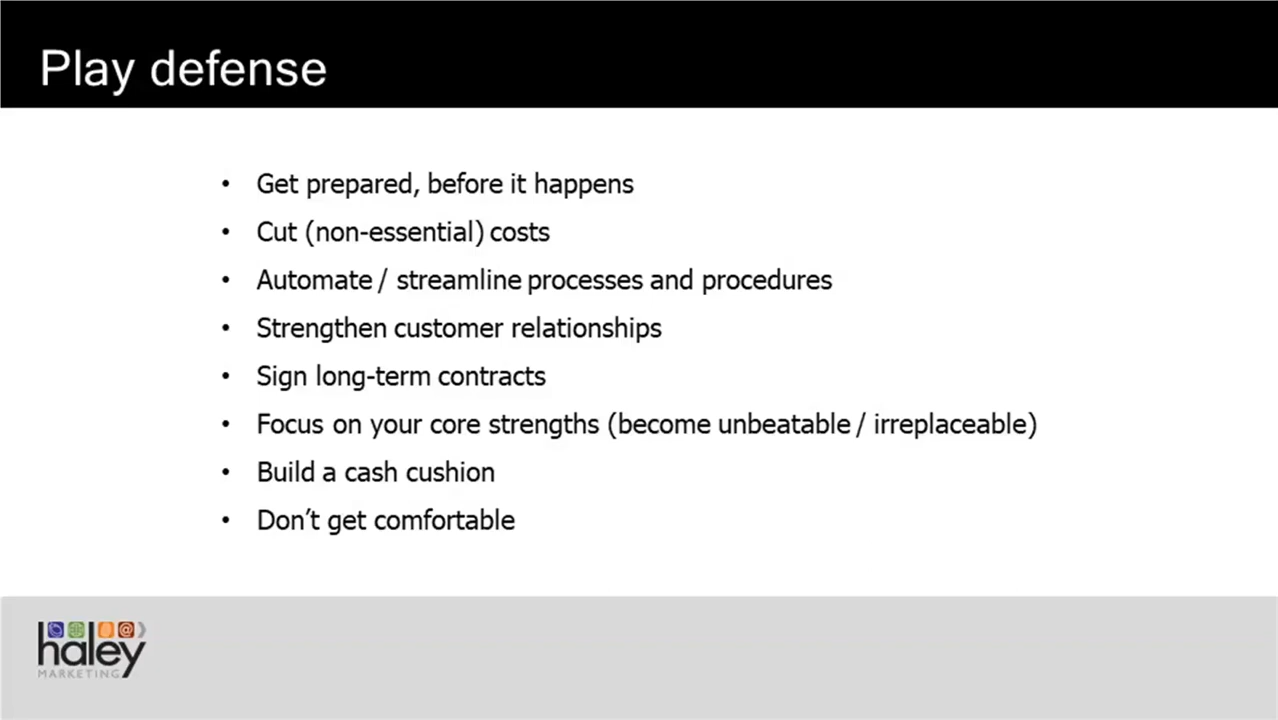 Play defense
• Get prepared, before it happens
• Cut (non-essential) costs
• Automate / streamline processes and procedures
• Strengthen customer relationships
• Sign long-term contracts
• Focus on your core strengths (become unbeatable / irreplaceable)
• Build a cash cushion
• Don’t get comfortable
haley
MARKETING